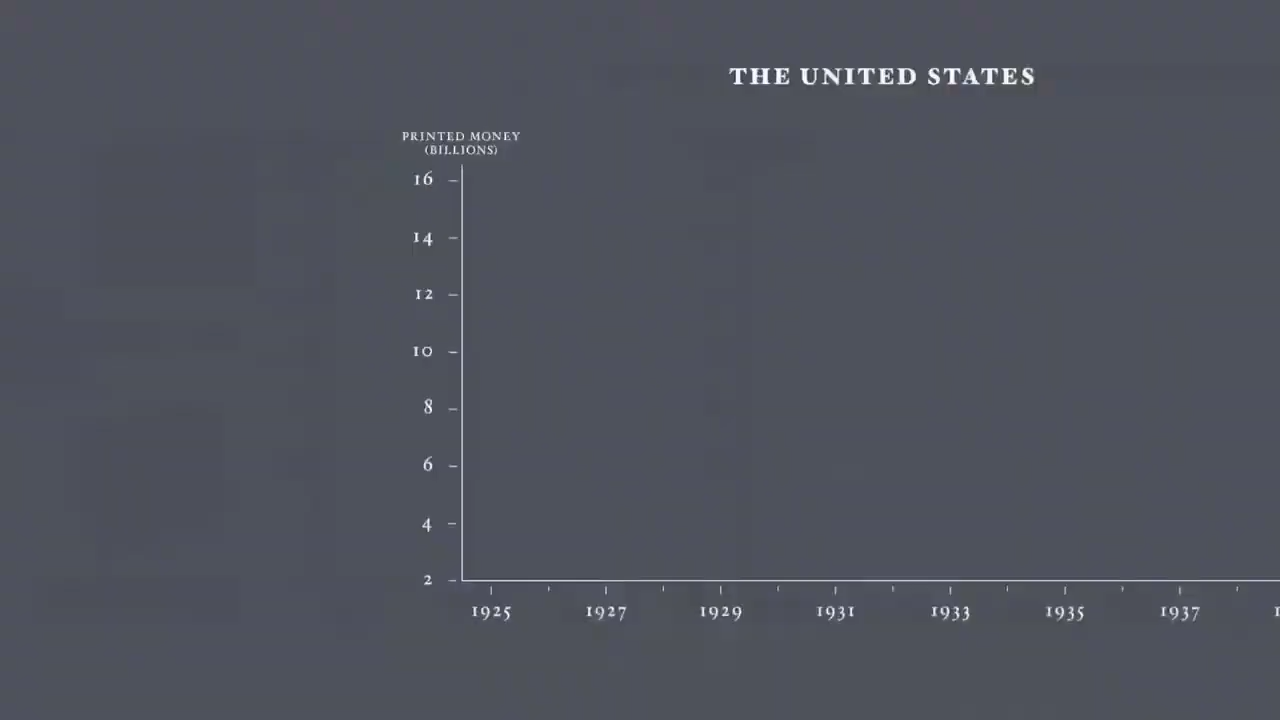 THE UNITED STATES
PRINTED MONEY
(BILLIONS)
16
14
12
10
8
6
4
2
1925 1927 1929 1931 1933 1935 1937